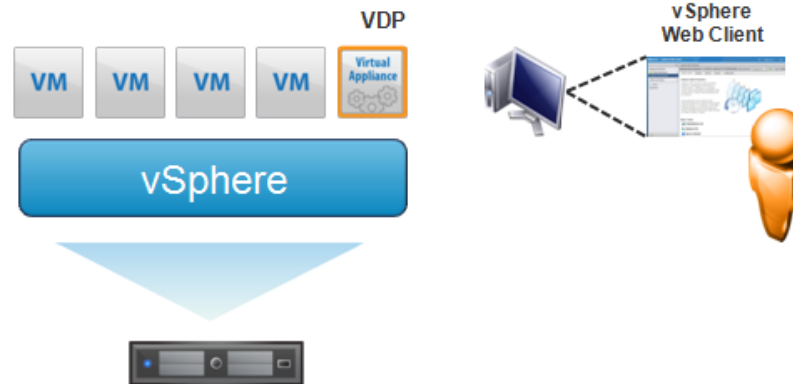 VDP
vSphere
Web Client
VM
VM
VM
VM
Virtual
Appliance
vSphere